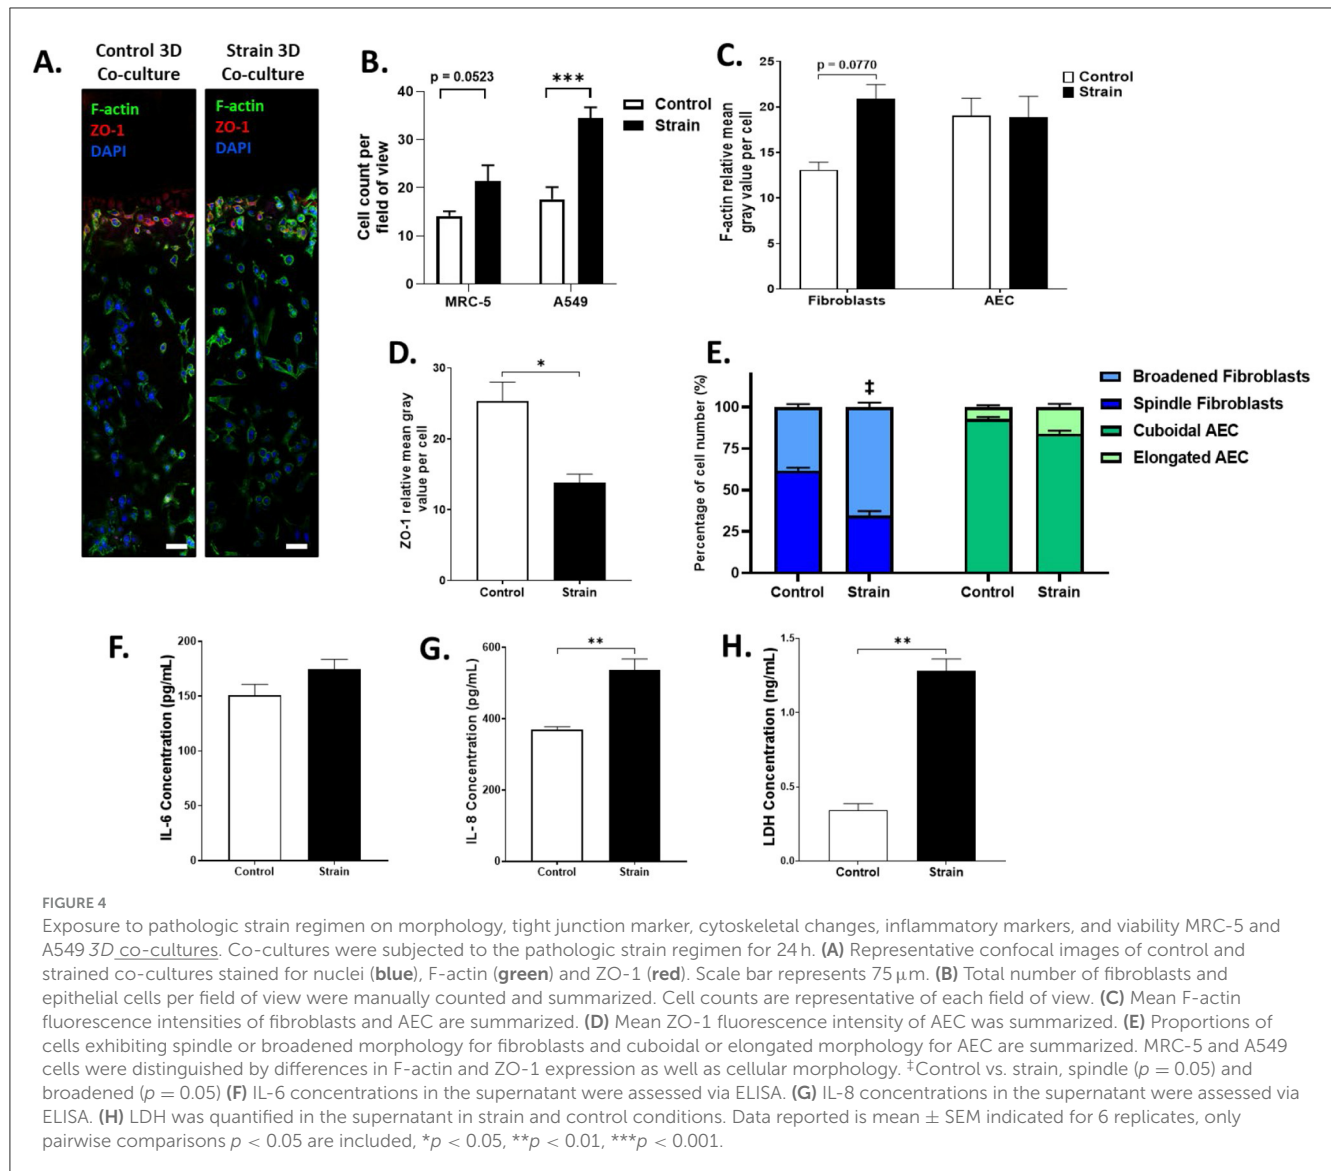 A.
Control 3D
Co-culture
Strain 3D
Co-culture
F-actin
ZO-1
DAPI
F-actin
ZO-1
DAPI
B.
p = 0.0523
***
Control
Strain
Cell count per
field of view
40
30
20
10
0
MRC-5
A549
C.
p = 0.0770
Control
Strain
F-actin relative mean
gray value per cell
25
20
15
10
5
0
Fibroblasts
AEC
D.
*
ZO-1 relative mean gray
value per cell
30
20
10
0
Control
Strain
E.
‡
Percentage of cell number (%)
100
75
50
25
0
Control
Strain
Control
Strain
Broadened Fibroblasts
Spindle Fibroblasts
Cuboidal AEC
Elongated AEC
F.
IL-6 Concentration (pg/mL)
200
150
100
50
0
Control
Strain
G.
**
IL-8 Concentration (pg/mL)
600
400
200
0
Control
Strain
H.
**
LDH Concentration (ng/mL)
1.5
1.0
0.5
0.0
Control
Strain
FIGURE 4
Exposure to pathologic strain regimen on morphology, tight junction marker, cytoskeletal changes, inflammatory markers, and viability MRC-5 and
A549 3D co-cultures. Co-cultures were subjected to the pathologic strain regimen for 24 h. (A) Representative confocal images of control and
strained co-cultures stained for nuclei (blue), F-actin (green) and ZO-1 (red). Scale bar represents 75 μm. (B) Total number of fibroblasts and
epithelial cells per field of view were manually counted and summarized. Cell counts are representative of each field of view. (C) Mean F-actin
fluorescence intensities of fibroblasts and AEC are summarized. (D) Mean ZO-1 fluorescence intensity of AEC was summarized. (E) Proportions of
cells exhibiting spindle or broadened morphology for fibroblasts and cuboidal or elongated morphology for AEC are summarized. MRC-5 and A549
cells were distinguished by differences in F-actin and ZO-1 expression as well as cellular morphology. ‡Control vs. strain, spindle (p = 0.05) and
broadened (p = 0.05) (F) IL-6 concentrations in the supernatant were assessed via ELISA. (G) IL-8 concentrations in the supernatant were assessed via
ELISA. (H) LDH was quantified in the supernatant in strain and control conditions. Data reported is mean ± SEM indicated for 6 replicates, only
pairwise comparisons p < 0.05 are included, *p < 0.05, **p < 0.01, ***p < 0.001.